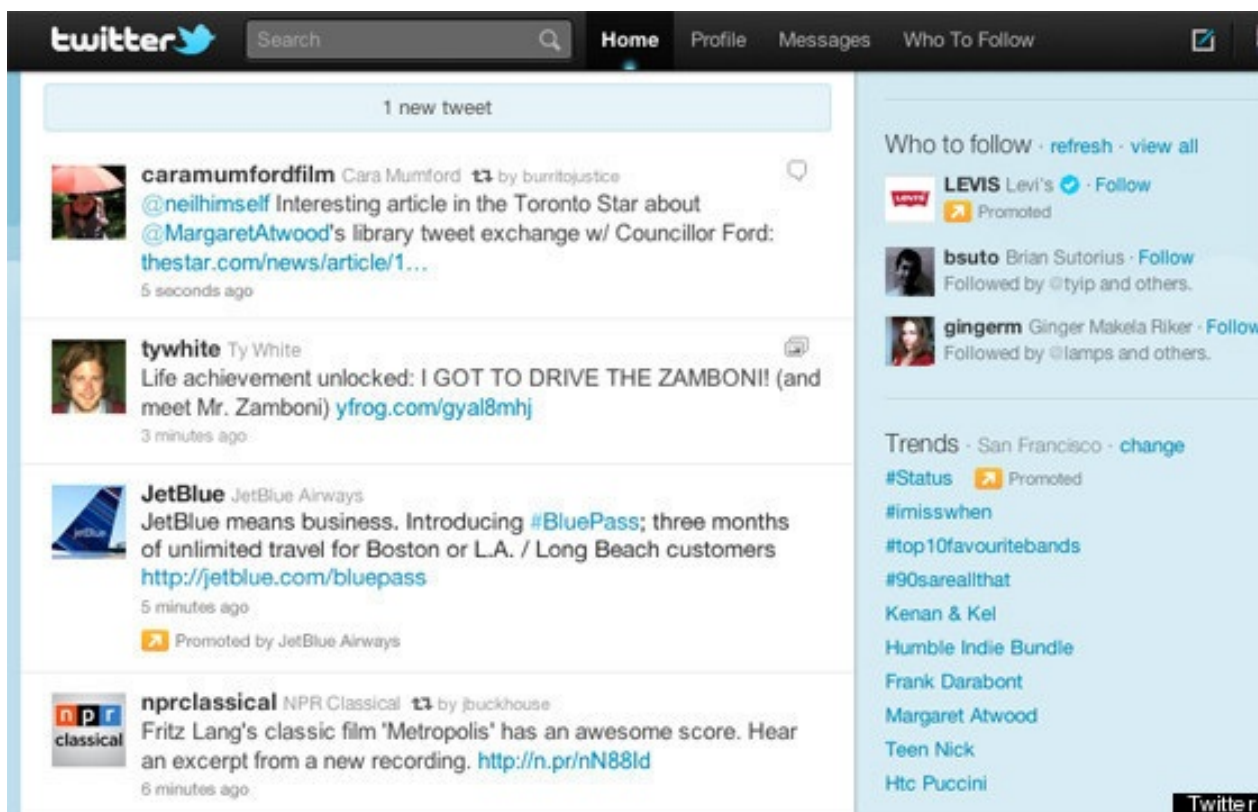 twitter Search Home Profile Messages Who To Follow
1 new tweet
caramumfordfilm Cara Mumford by burritojustice
@neilhimself Interesting article in the Toronto Star about
@MargaretAtwood's library tweet exchange w/ Councillor Ford:
thestar.com/news/article/1…
5 seconds ago
tywhite Ty White
Life achievement unlocked: I GOT TO DRIVE THE ZAMBONI! (and
meet Mr. Zamboni) yfrog.com/gyal8mhj
3 minutes ago
jetBlue
JetBlue JetBlue Airways
JetBlue means business. Introducing #BluePass; three months
of unlimited travel for Boston or L.A. / Long Beach customers
http://jetblue.com/bluepass
5 minutes ago
Promoted by JetBlue Airways
npr
classical
nprclassical NPR Classical by jbuckhouse
Fritz Lang's classic film 'Metropolis' has an awesome score. Hear
an excerpt from a new recording. http://n.pr/nN88Id
6 minutes ago
Who to follow · refresh · view all
LEVI'S
LEVIS Levi's · Follow
Promoted
bsuto Brian Sutorius · Follow
Followed by @tyip and others.
gingerm Ginger Makela Riker · Follow
Followed by @lamps and others.
Trends · San Francisco · change
#Status Promoted
#imisswhen
#top10favouritebands
#90sareallthat
Kenan & Kel
Humble Indie Bundle
Frank Darabont
Margaret Atwood
Teen Nick
Htc Puccini
Twitter